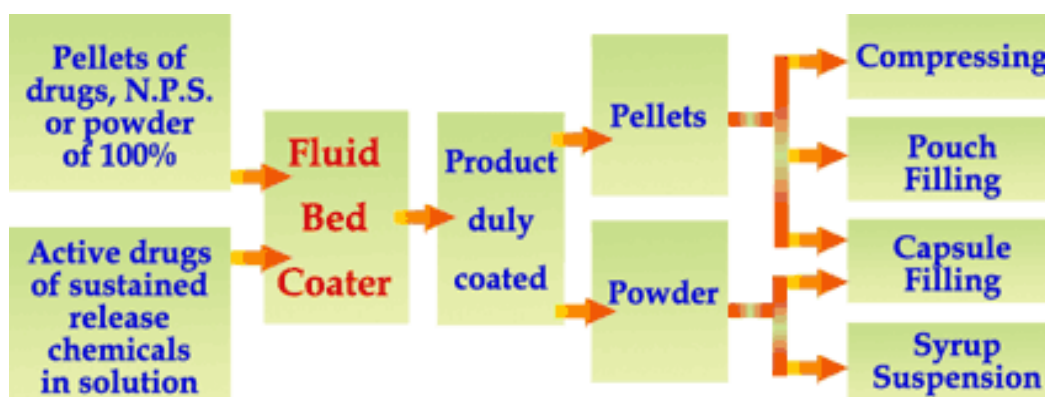 Pellets of
drugs, N.P.S.
or powder
of 100%
Active drugs
of sustained
release
chemicals
in solution
Fluid
Bed
Coater
Product
duly
coated
Pellets
Powder
Compressing
Pouch
Filling
Capsule
Filling
Syrup
Suspension